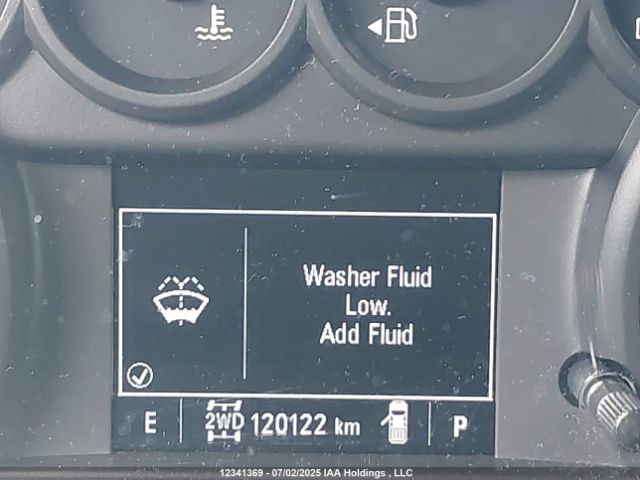 Washer Fluid
Low.
Add Fluid
E 2WD 120122 km P
12341369 - 07/02/2025 IAA Holdings , LLC